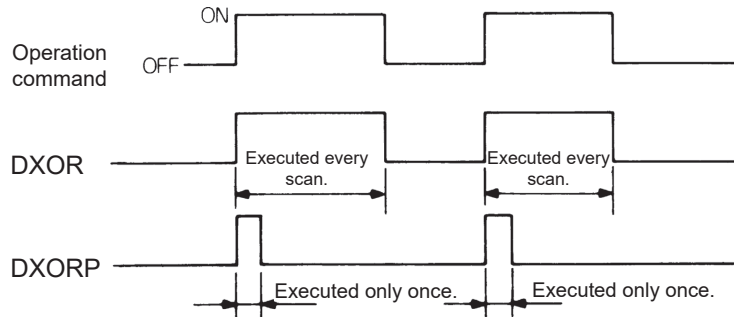 ON
Operation
command
OFF
DXOR
Executed every
scan.
Executed every
scan.
DXORP
Executed only once.
Executed only once.